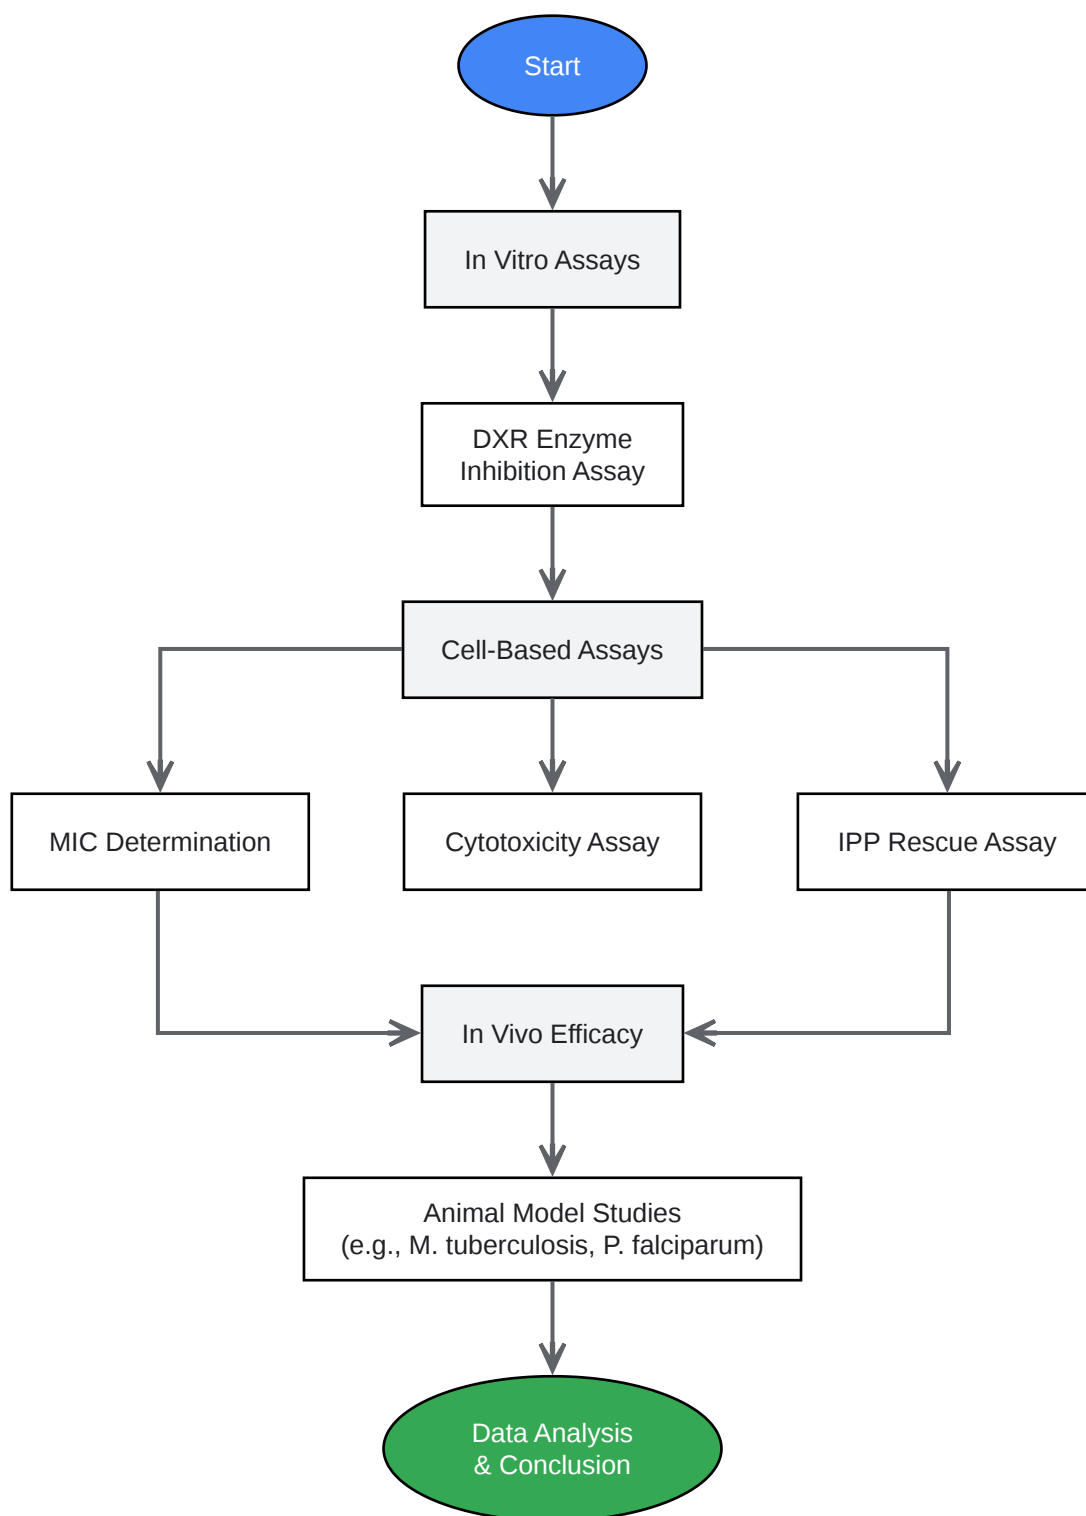 Start
In Vitro Assays
DXR Enzyme
Inhibition Assay
Cell-Based Assays
MIC Determination
Cytotoxicity Assay
IPP Rescue Assay
In Vivo Efficacy
Animal Model Studies
(e.g., M. tuberculosis, P. falciparum)
Data Analysis
& Conclusion